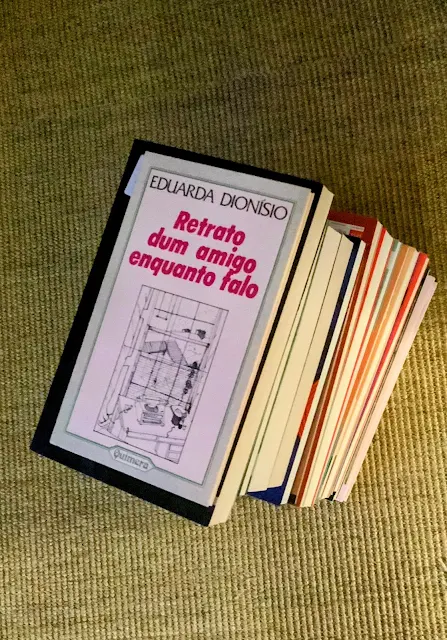 EDUARDA DIONÍSIO
Retrato
dum amigo
enquanto falo
Quimera